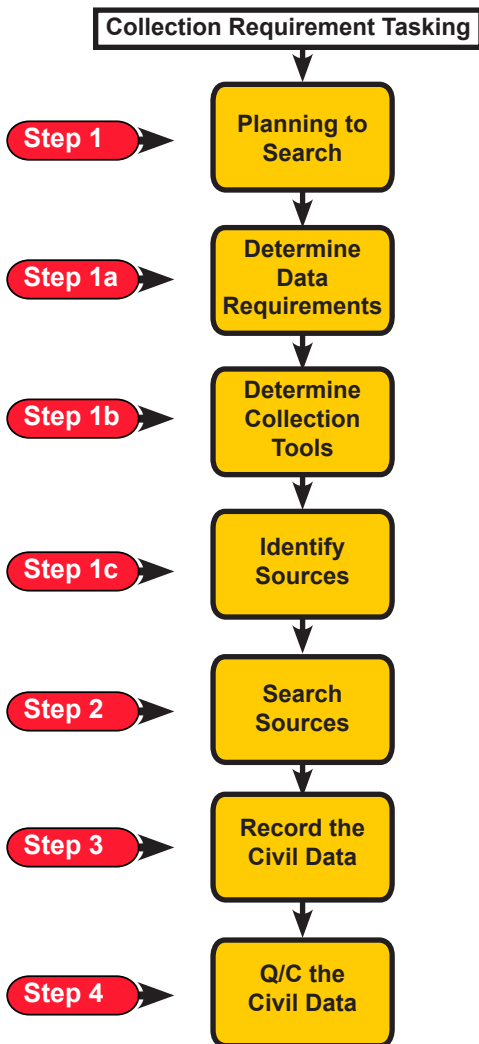 Collection Requirement Tasking
Step 1
Planning to
Search
Step 1a
Determine
Data
Requirements
Step 1b
Determine
Collection
Tools
Step 1c
Identify
Sources
Step 2
Search
Sources
Step 3
Record the
Civil Data
Step 4
Q/C the
Civil Data